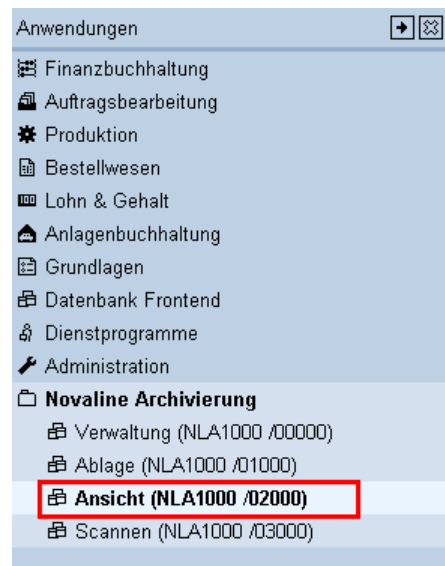 Anwendungen
Finanzbuchhaltung
Auftragsbearbeitung
Produktion
Bestellwesen
Lohn & Gehalt
Anlagenbuchhaltung
Grundlagen
Datenbank Frontend
Dienstprogramme
Administration
Novaline Archivierung
Verwaltung (NLA1000 /00000)
Ablage (NLA1000 /01000)
Ansicht (NLA1000 /02000)
Scannen (NLA1000 /03000)